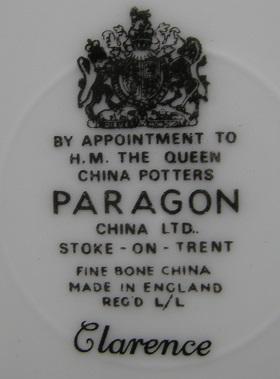 BY APPOINTMENT TO
H.M. THE QUEEN
CHINA POTTERS
PARAGON
CHINA LTD..
STOKE-ON-TRENT
FINE BONE CHINA
MADE IN ENGLAND
REG'D L/L
Clarence